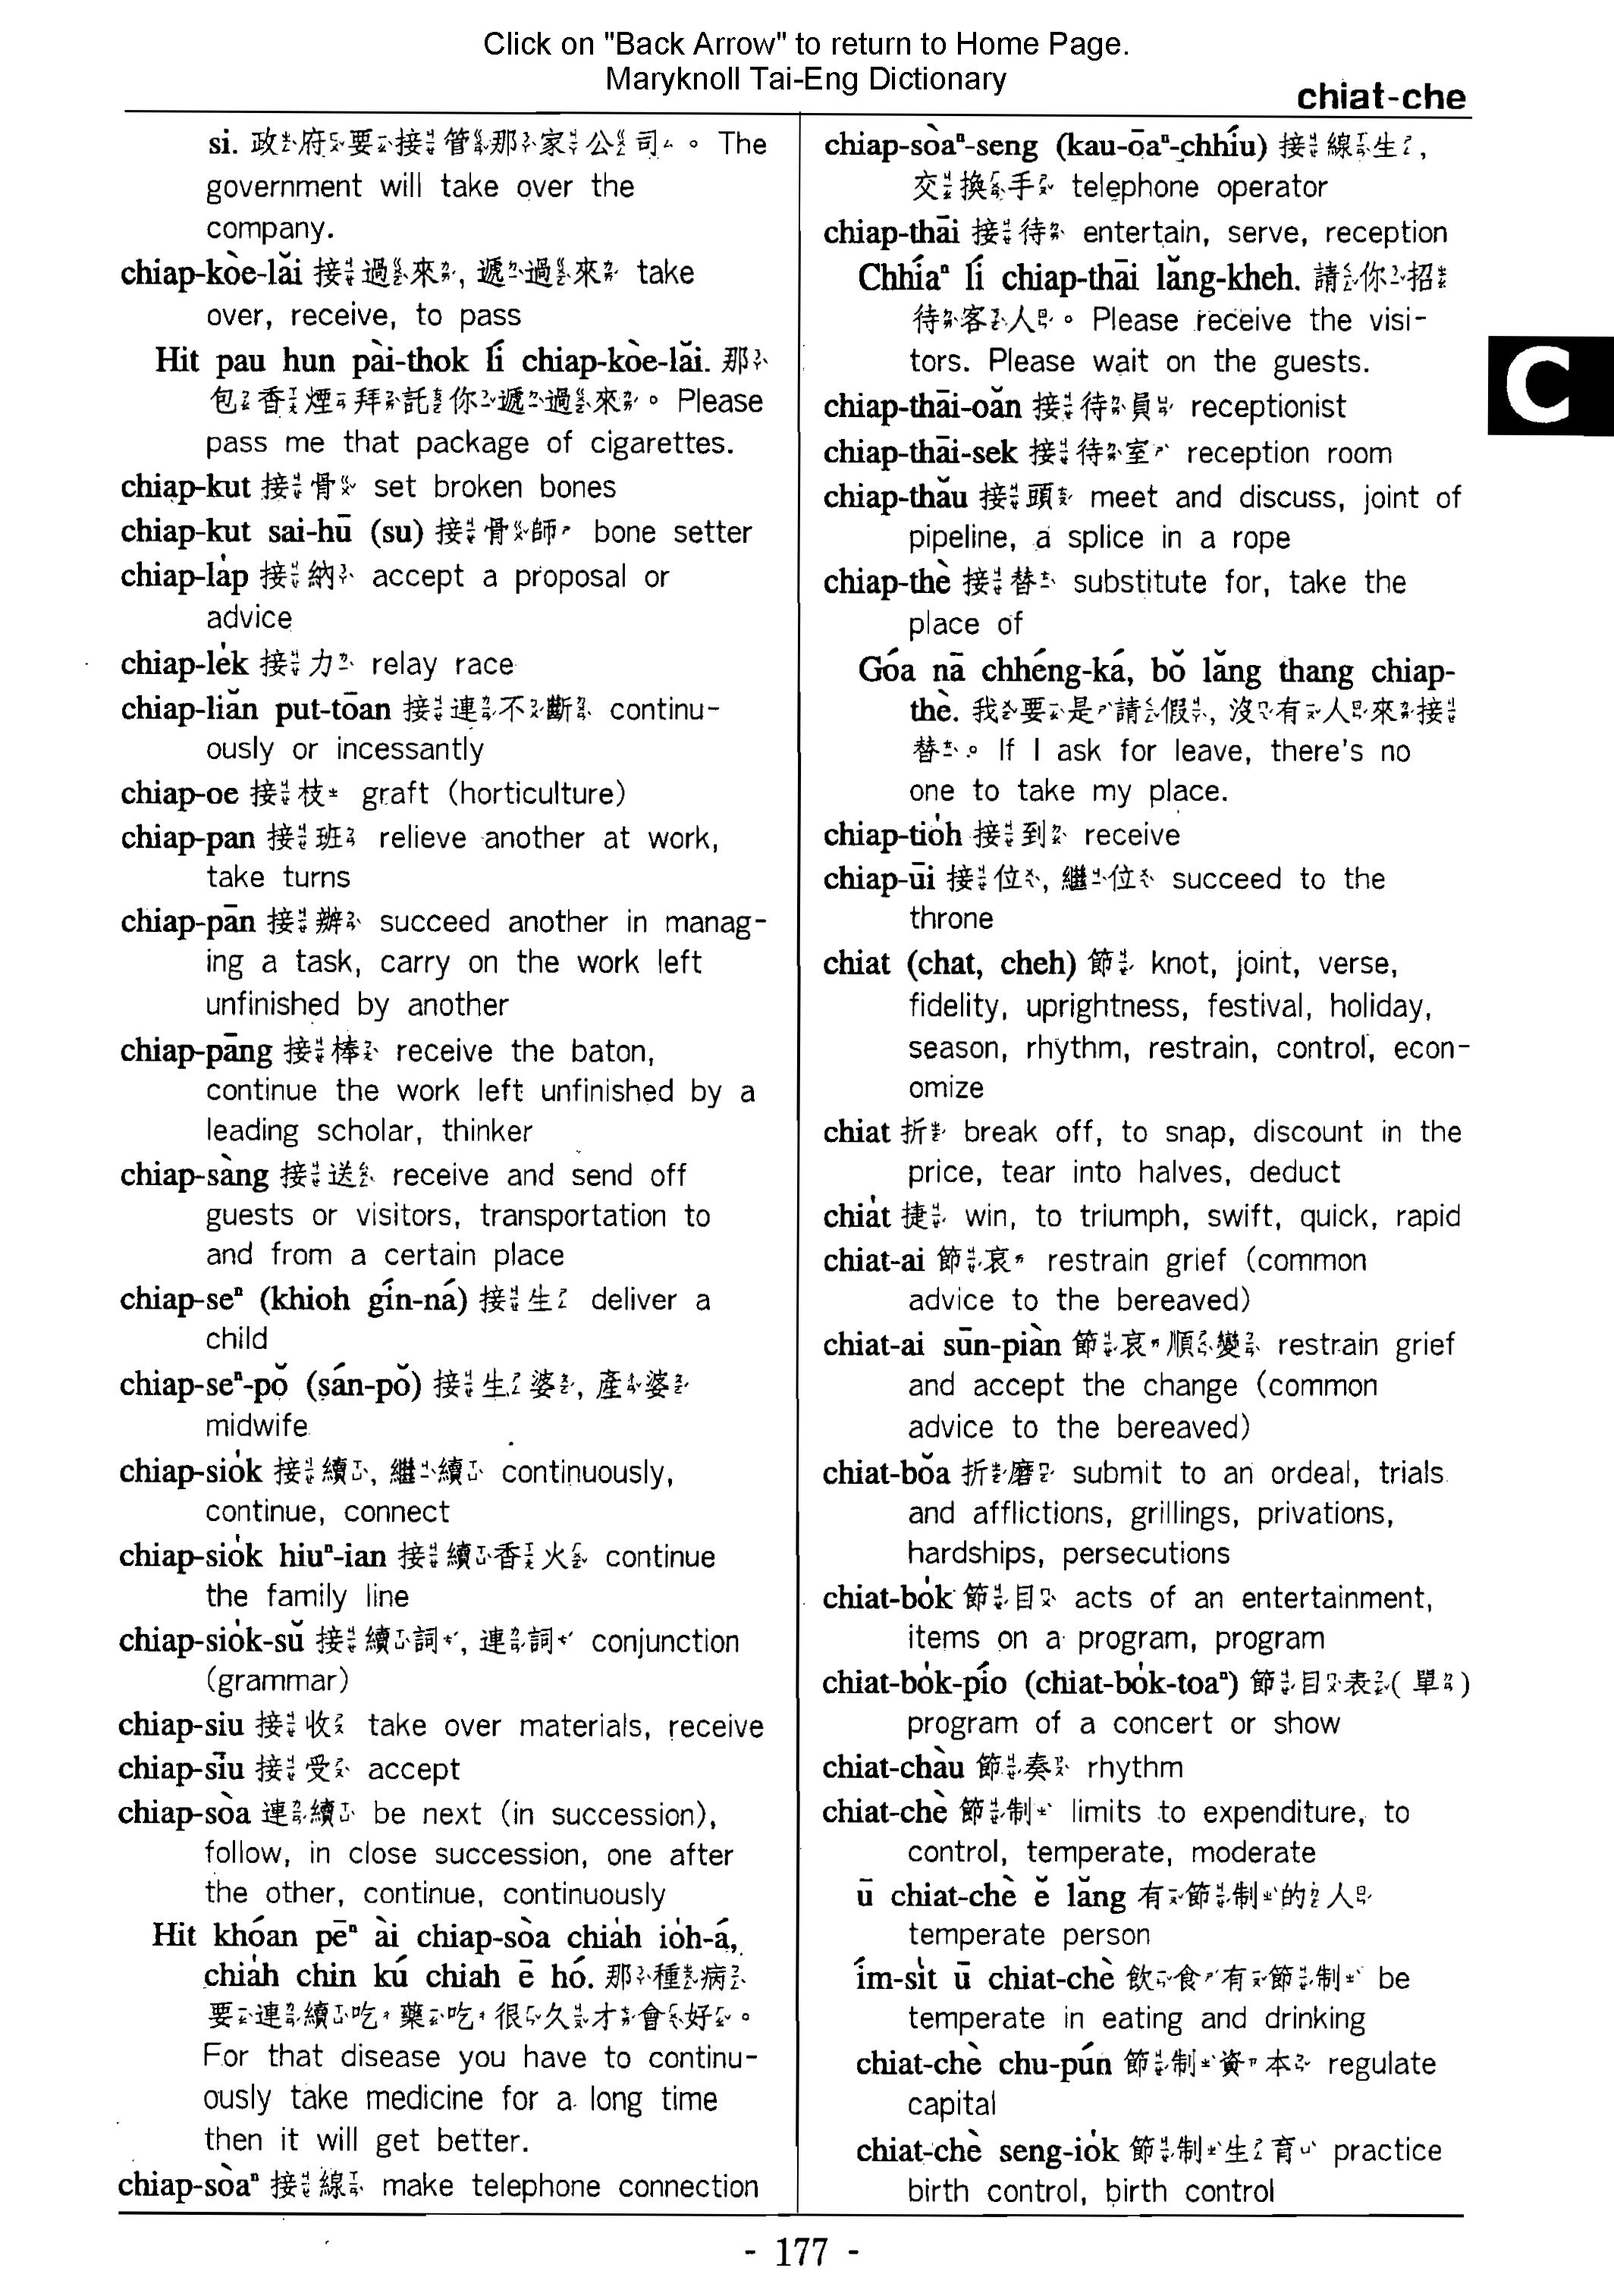 Click on "Back Arrow" to return to Home Page.
Maryknoll Tai-Eng Dictionary
chiat-che
si. 政府要接管那家公司。 The
government will take over the
company.
chiap-kòe-lăi 接過來, 遞過來 take
over, receive, to pass
Hit pau hun pài-thok lí chiap-kòe-lăi. 那
包香煙拜託你遞過來。 Please
pass me that package of cigarettes.
chiap-kut 接骨 set broken bones
chiap-kut sai-hū (su) 接骨師 bone setter
chiap-la̍p 接納 accept a proposal or
advice
chiap-le̍k 接力 relay race
chiap-liăn put-tōan 接連不斷 continu-
ously or incessantly
chiap-oe 接枝 graft (horticulture)
chiap-pan 接班 relieve another at work,
take turns
chiap-pān 接辦 succeed another in manag-
ing a task, carry on the work left
unfinished by another
chiap-pāng 接棒 receive the baton,
continue the work left unfinished by a
leading scholar, thinker
chiap-sàng 接送 receive and send off
guests or visitors, transportation to
and from a certain place
chiap-seⁿ (khioh gín-ná) 接生 deliver a
child
chiap-seⁿ-pŏ (sán-pŏ) 接生婆, 產婆
midwife
chiap-sio̍k 接續, 繼續 continuously,
continue, connect
chiap-sio̍k hiuⁿ-ian 接續香火 continue
the family line
chiap-sio̍k-sŭ 接續詞, 連詞 conjunction
(grammar)
chiap-siu 接收 take over materials, receive
chiap-sīu 接受 accept
chiap-sòa 連續 be next (in succession),
follow, in close succession, one after
the other, continue, continuously
Hit khóan pēⁿ ài chiap-sòa chia̍h io̍h-á,
chia̍h chin kú chiah ē hó. 那種病
要連續吃藥吃很久才會好。
For that disease you have to continu-
ously take medicine for a long time
then it will get better.
chiap-sòaⁿ 接線 make telephone connection
chiap-sòaⁿ-seng (kau-ōaⁿ-chhíu) 接線生,
交換手 telephone operator
chiap-thāi 接待 entertain, serve, reception
Chhíaⁿ lí chiap-thāi lăng-kheh. 請你招
待客人。 Please receive the visi-
tors. Please wait on the guests.
chiap-thāi-oăn 接待員 receptionist
chiap-thāi-sek 接待室 reception room
chiap-thău 接頭 meet and discuss, joint of
pipeline, a splice in a rope
chiap-thè 接替 substitute for, take the
place of
Góa nā chhéng-ká, bŏ lăng thang chiap-
thè. 我要是請假, 沒有人來接
替。 If I ask for leave, there's no
one to take my place.
chiap-tio̍h 接到 receive
chiap-ūi 接位, 繼位 succeed to the
throne
chiat (chat, cheh) 節 knot, joint, verse,
fidelity, uprightness, festival, holiday,
season, rhythm, restrain, control, econ-
omize
chiat 折 break off, to snap, discount in the
price, tear into halves, deduct
chia̍t 捷 win, to triumph, swift, quick, rapid
chiat-ai 節哀 restrain grief (common
advice to the bereaved)
chiat-ai sūn-piàn 節哀順變 restrain grief
and accept the change (common
advice to the bereaved)
chiat-bŏa 折磨 submit to an ordeal, trials
and afflictions, grillings, privations,
hardships, persecutions
chiat-bo̍k 節目 acts of an entertainment,
items on a program, program
chiat-bo̍k-pío (chiat-bo̍k-toaⁿ) 節目表(單)
program of a concert or show
chiat-chàu 節奏 rhythm
chiat-chè 節制 limits to expenditure, to
control, temperate, moderate
ū chiat-chè ĕ lăng 有節制的人
temperate person
ím-si̍t ū chiat-chè 飲食有節制 be
temperate in eating and drinking
chiat-chè chu-pún 節制資本 regulate
capital
chiat-chè seng-io̍k 節制生育 practice
birth control, birth control
C
- 177 -